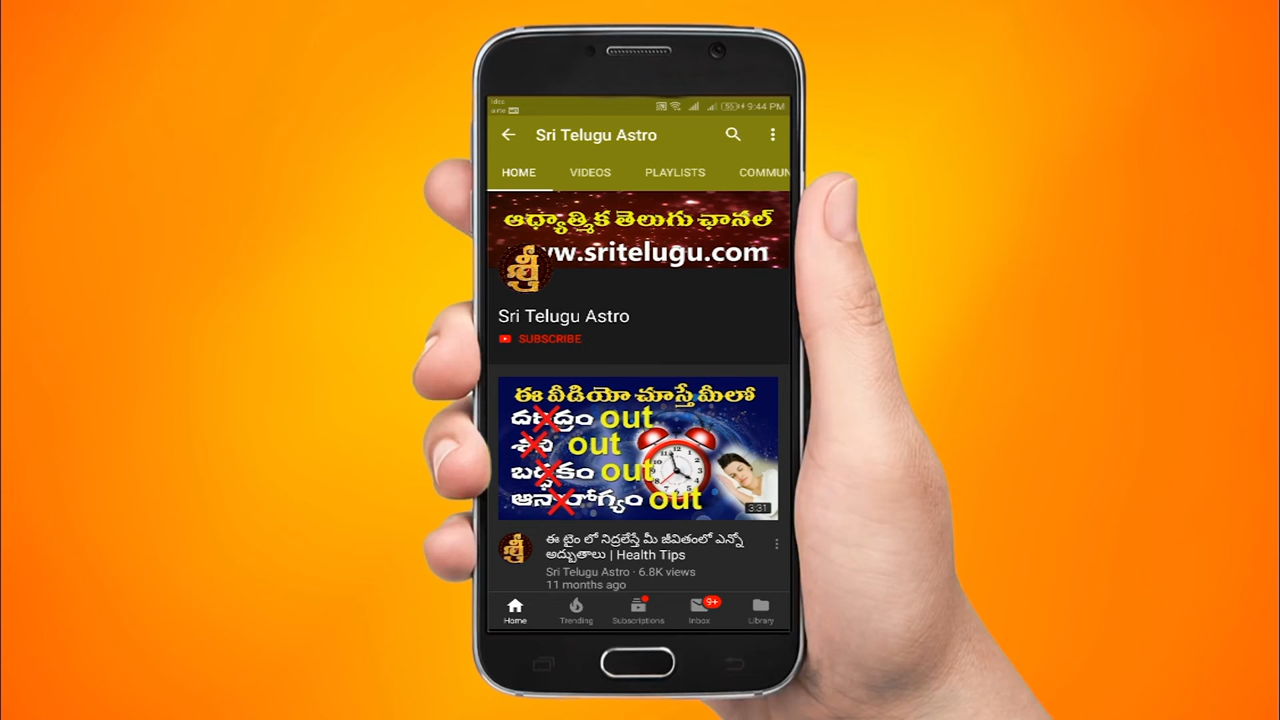 9:44 PM
Sri Telugu Astro
HOME VIDEOS PLAYLISTS COMMUN
ఆధ్యాత్మిక తెలుగు ఛానల్
w.sritelugu.com
శ్రీ
Sri Telugu Astro
SUBSCRIBE
ఈ వీడియో చూస్తే మీలో
out
out
out
ఆనారోగ్యం out
3:31
శ్రీ
ఈ టైం లో నిద్రలేస్తే మీ జీవితంలో ఎన్నో
అద్భుతాలు | Health Tips
Sri Telugu Astro · 6.8K views
11 months ago
9+
Home Trending Subscriptions Inbox Library